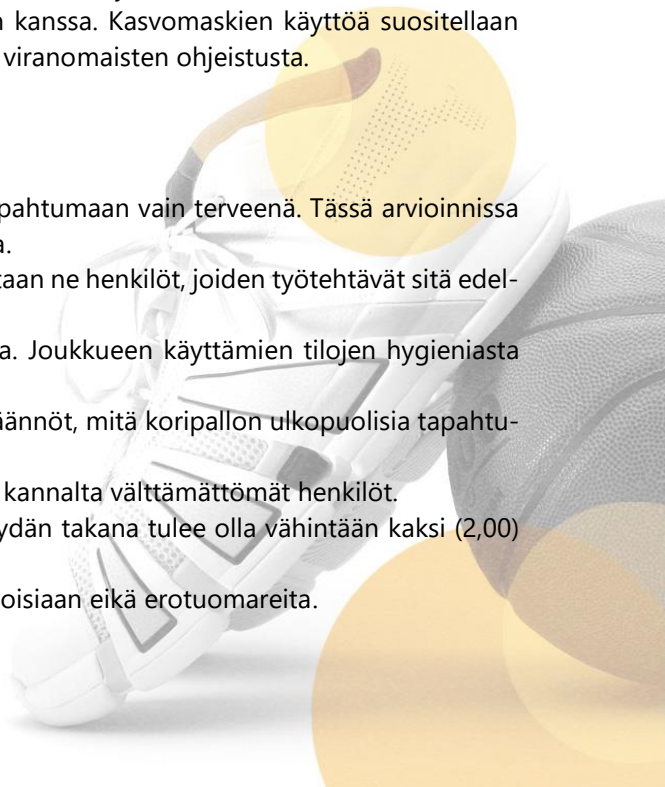 n kanssa. Kasvomaskien käyttöä suositellaan
viranomaisten ohjeistusta.
pahtumaan vain terveenä. Tässä arvioinnissa
a.
taan ne henkilöt, joiden työtehtävät sitä edel-
a. Joukkueen käyttämien tilojen hygieniasta
äännöt, mitä koripallon ulkopuolisia tapahtu-
kannalta välttämättömät henkilöt.
ydän takana tulee olla vähintään kaksi (2,00)
oisiaan eikä erotuomareita.